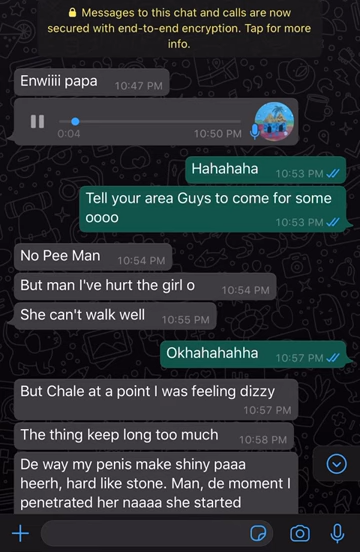 🔒 Messages to this chat and calls are now
secured with end-to-end encryption. Tap for more
info.
Enwiiii papa 10:47 PM
0:04 10:50 PM
Hahahaha 10:53 PM
Tell your area Guys to come for some
oooo 10:53 PM
No Pee Man 10:54 PM
But man I've hurt the girl o 10:54 PM
She can't walk well 10:55 PM
Okhahahahha 10:57 PM
But Chale at a point I was feeling dizzy
10:57 PM
The thing keep long too much 10:58 PM
De way my penis make shiny paaa
heerh, hard like stone. Man, de moment I
penetrated her naaaa she started